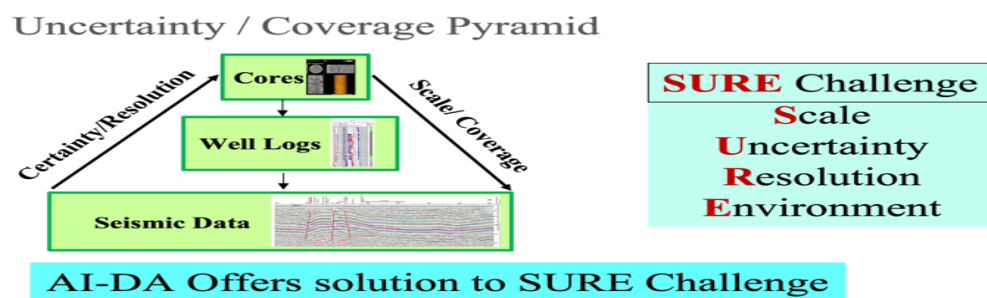 Uncertainty / Coverage Pyramid
Cores
Certainty/Resolution
Scale/ Coverage
Well Logs
Seismic Data
SURE Challenge
Scale
Uncertainty
Resolution
Environment
AI-DA Offers solution to SURE Challenge